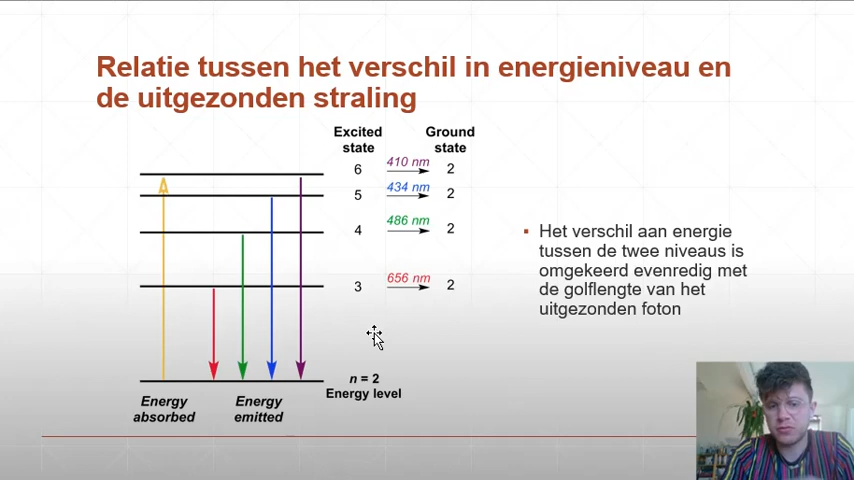 Relatie tussen het verschil in energieniveau en
de uitgezonden straling
Excited
state
Ground
state
6 410 nm 2
5 434 nm 2
4 486 nm 2
3 656 nm 2
n = 2
Energy level
Energy
absorbed
Energy
emitted
▪ Het verschil aan energie
tussen de twee niveaus is
omgekeerd evenredig met
de golflengte van het
uitgezonden foton